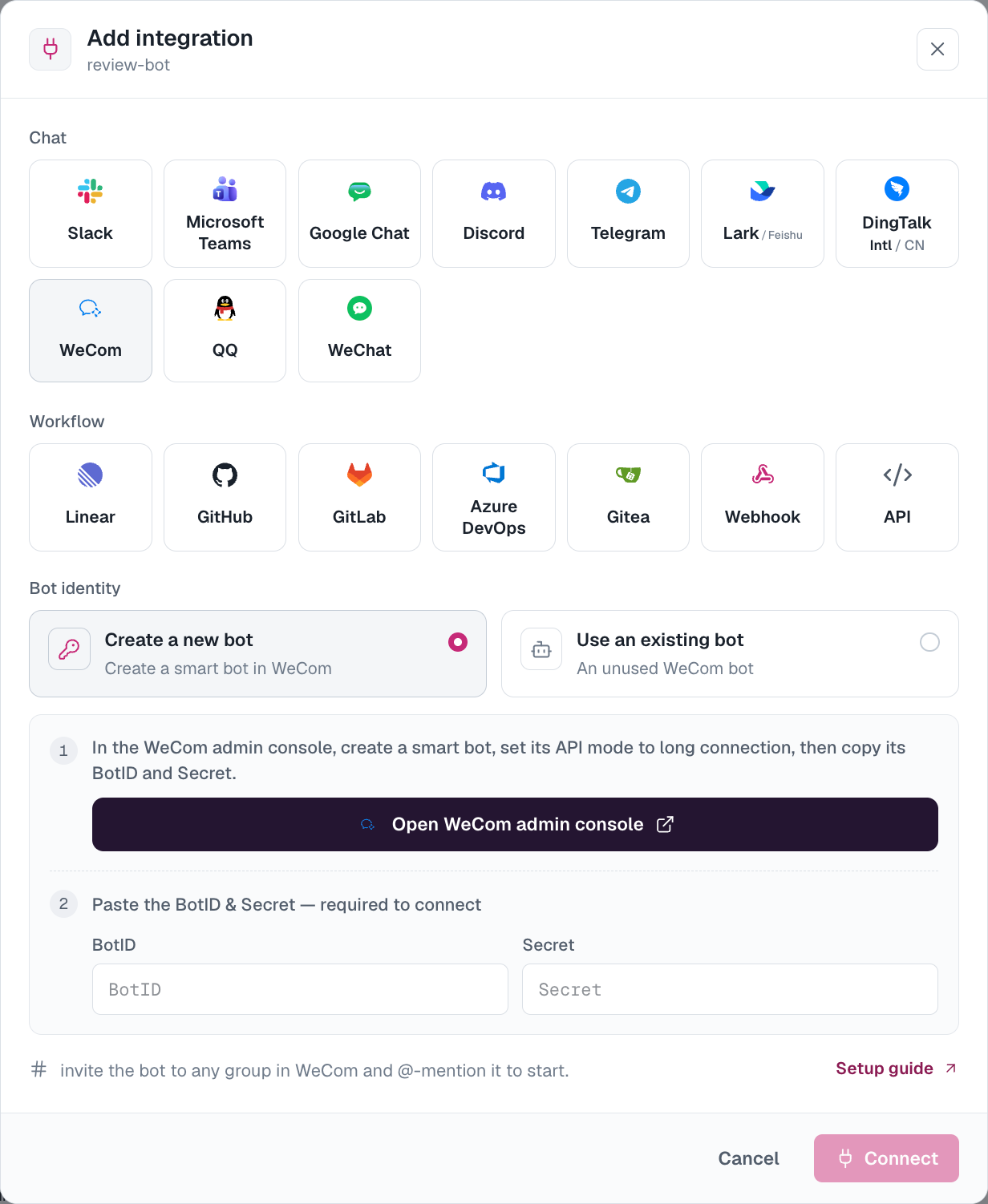 Add integration
review-bot
Chat
Slack
Microsoft
Teams
Google Chat
Discord
Telegram
Lark / Feishu
DingTalk
Intl / CN
WeCom
QQ
WeChat
Workflow
Linear
GitHub
GitLab
Azure
DevOps
Gitea
Webhook
API
Bot identity
Create a new bot
Create a smart bot in WeCom
Use an existing bot
An unused WeCom bot
1
In the WeCom admin console, create a smart bot, set its API mode to long connection, then copy its
BotID and Secret.
Open WeCom admin console
2
Paste the BotID & Secret — required to connect
BotID
Secret
BotID
Secret
# invite the bot to any group in WeCom and @-mention it to start.
Setup guide
Cancel
Connect